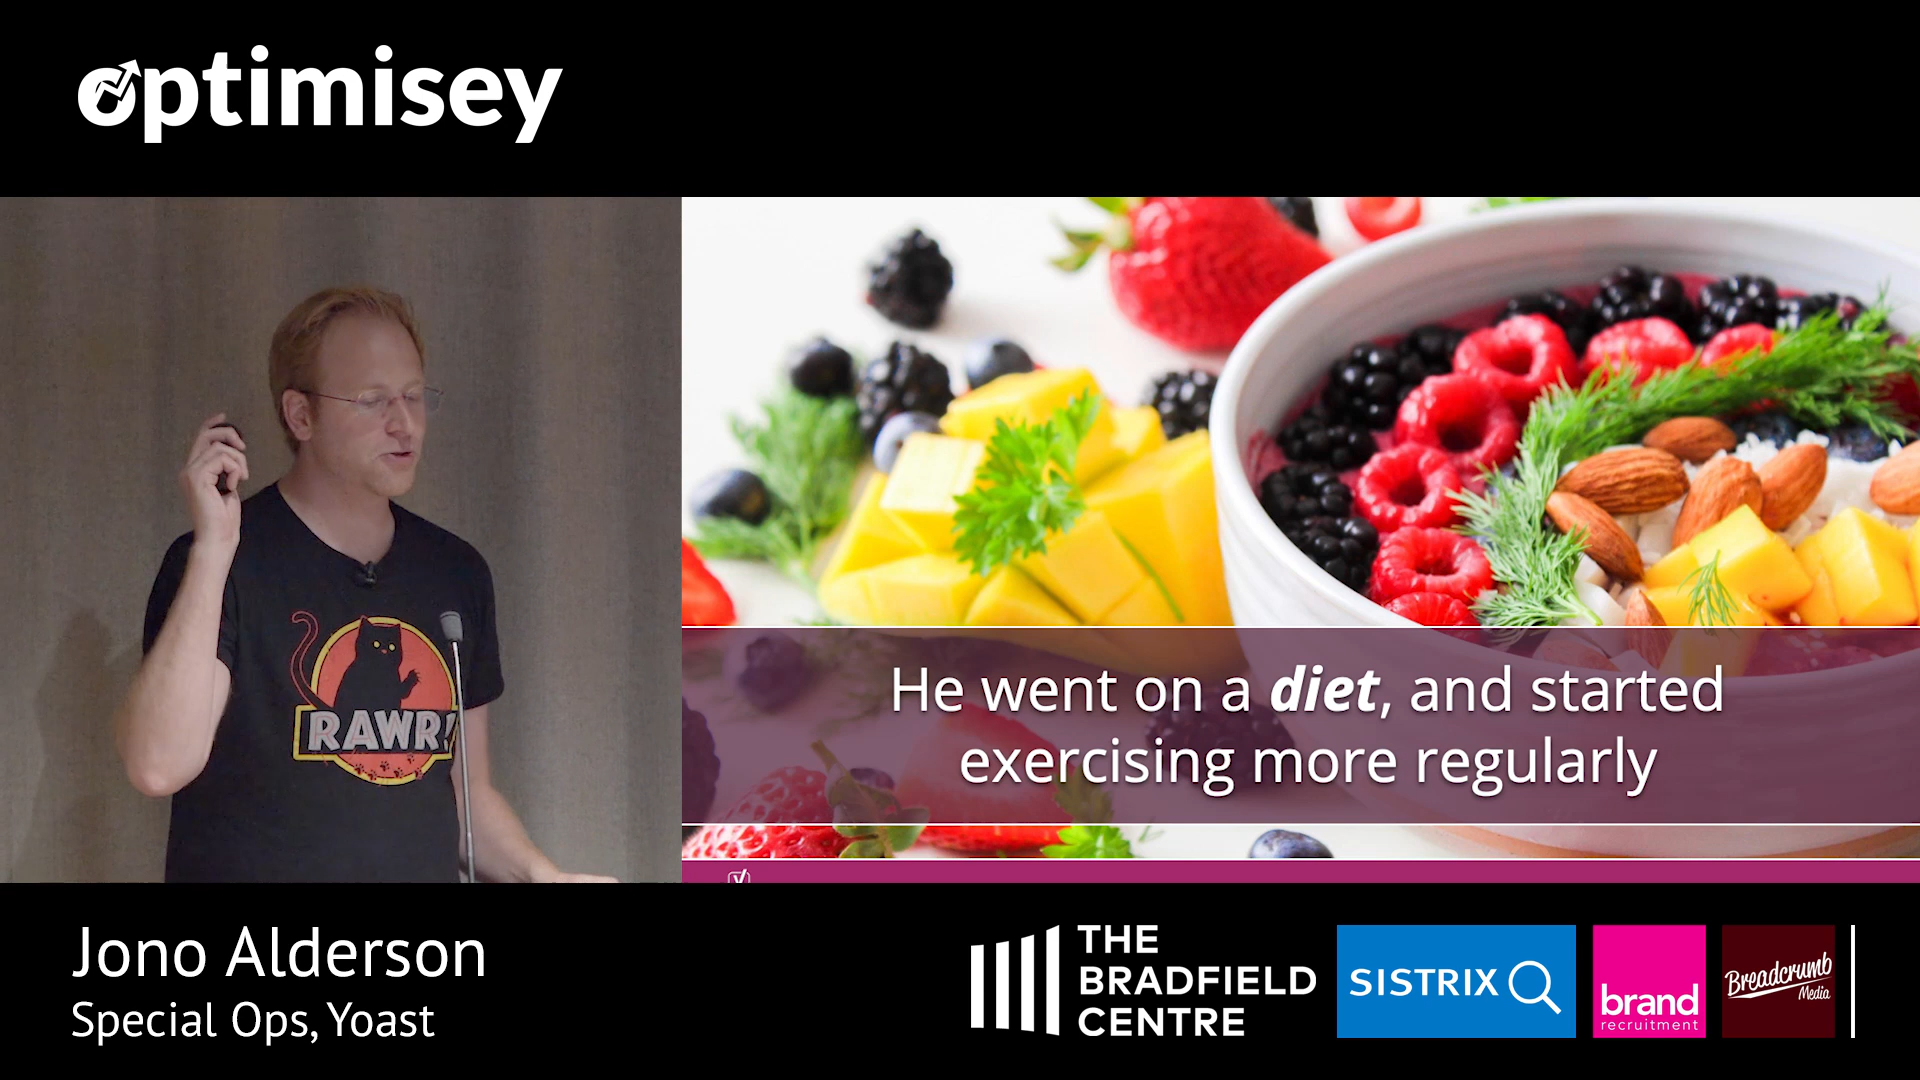 optimisey
RAWR!
He went on a diet, and started
exercising more regularly
Jono Alderson
Special Ops, Yoast
THE
BRADFIELD
CENTRE
SISTRIX
brand
recruitment
Breadcrumb
Media